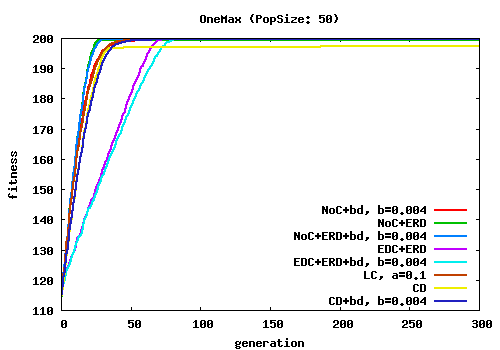 OneMax (PopSize: 50)
200
190
180
170
160
150
140
130
120
110
fitness
NoC+bd, b=0.004
NoC+ERD
NoC+ERD+bd, b=0.004
EDC+ERD
EDC+ERD+bd, b=0.004
LC, a=0.1
CD
CD+bd, b=0.004
0 50 100 150 200 250 300
generation